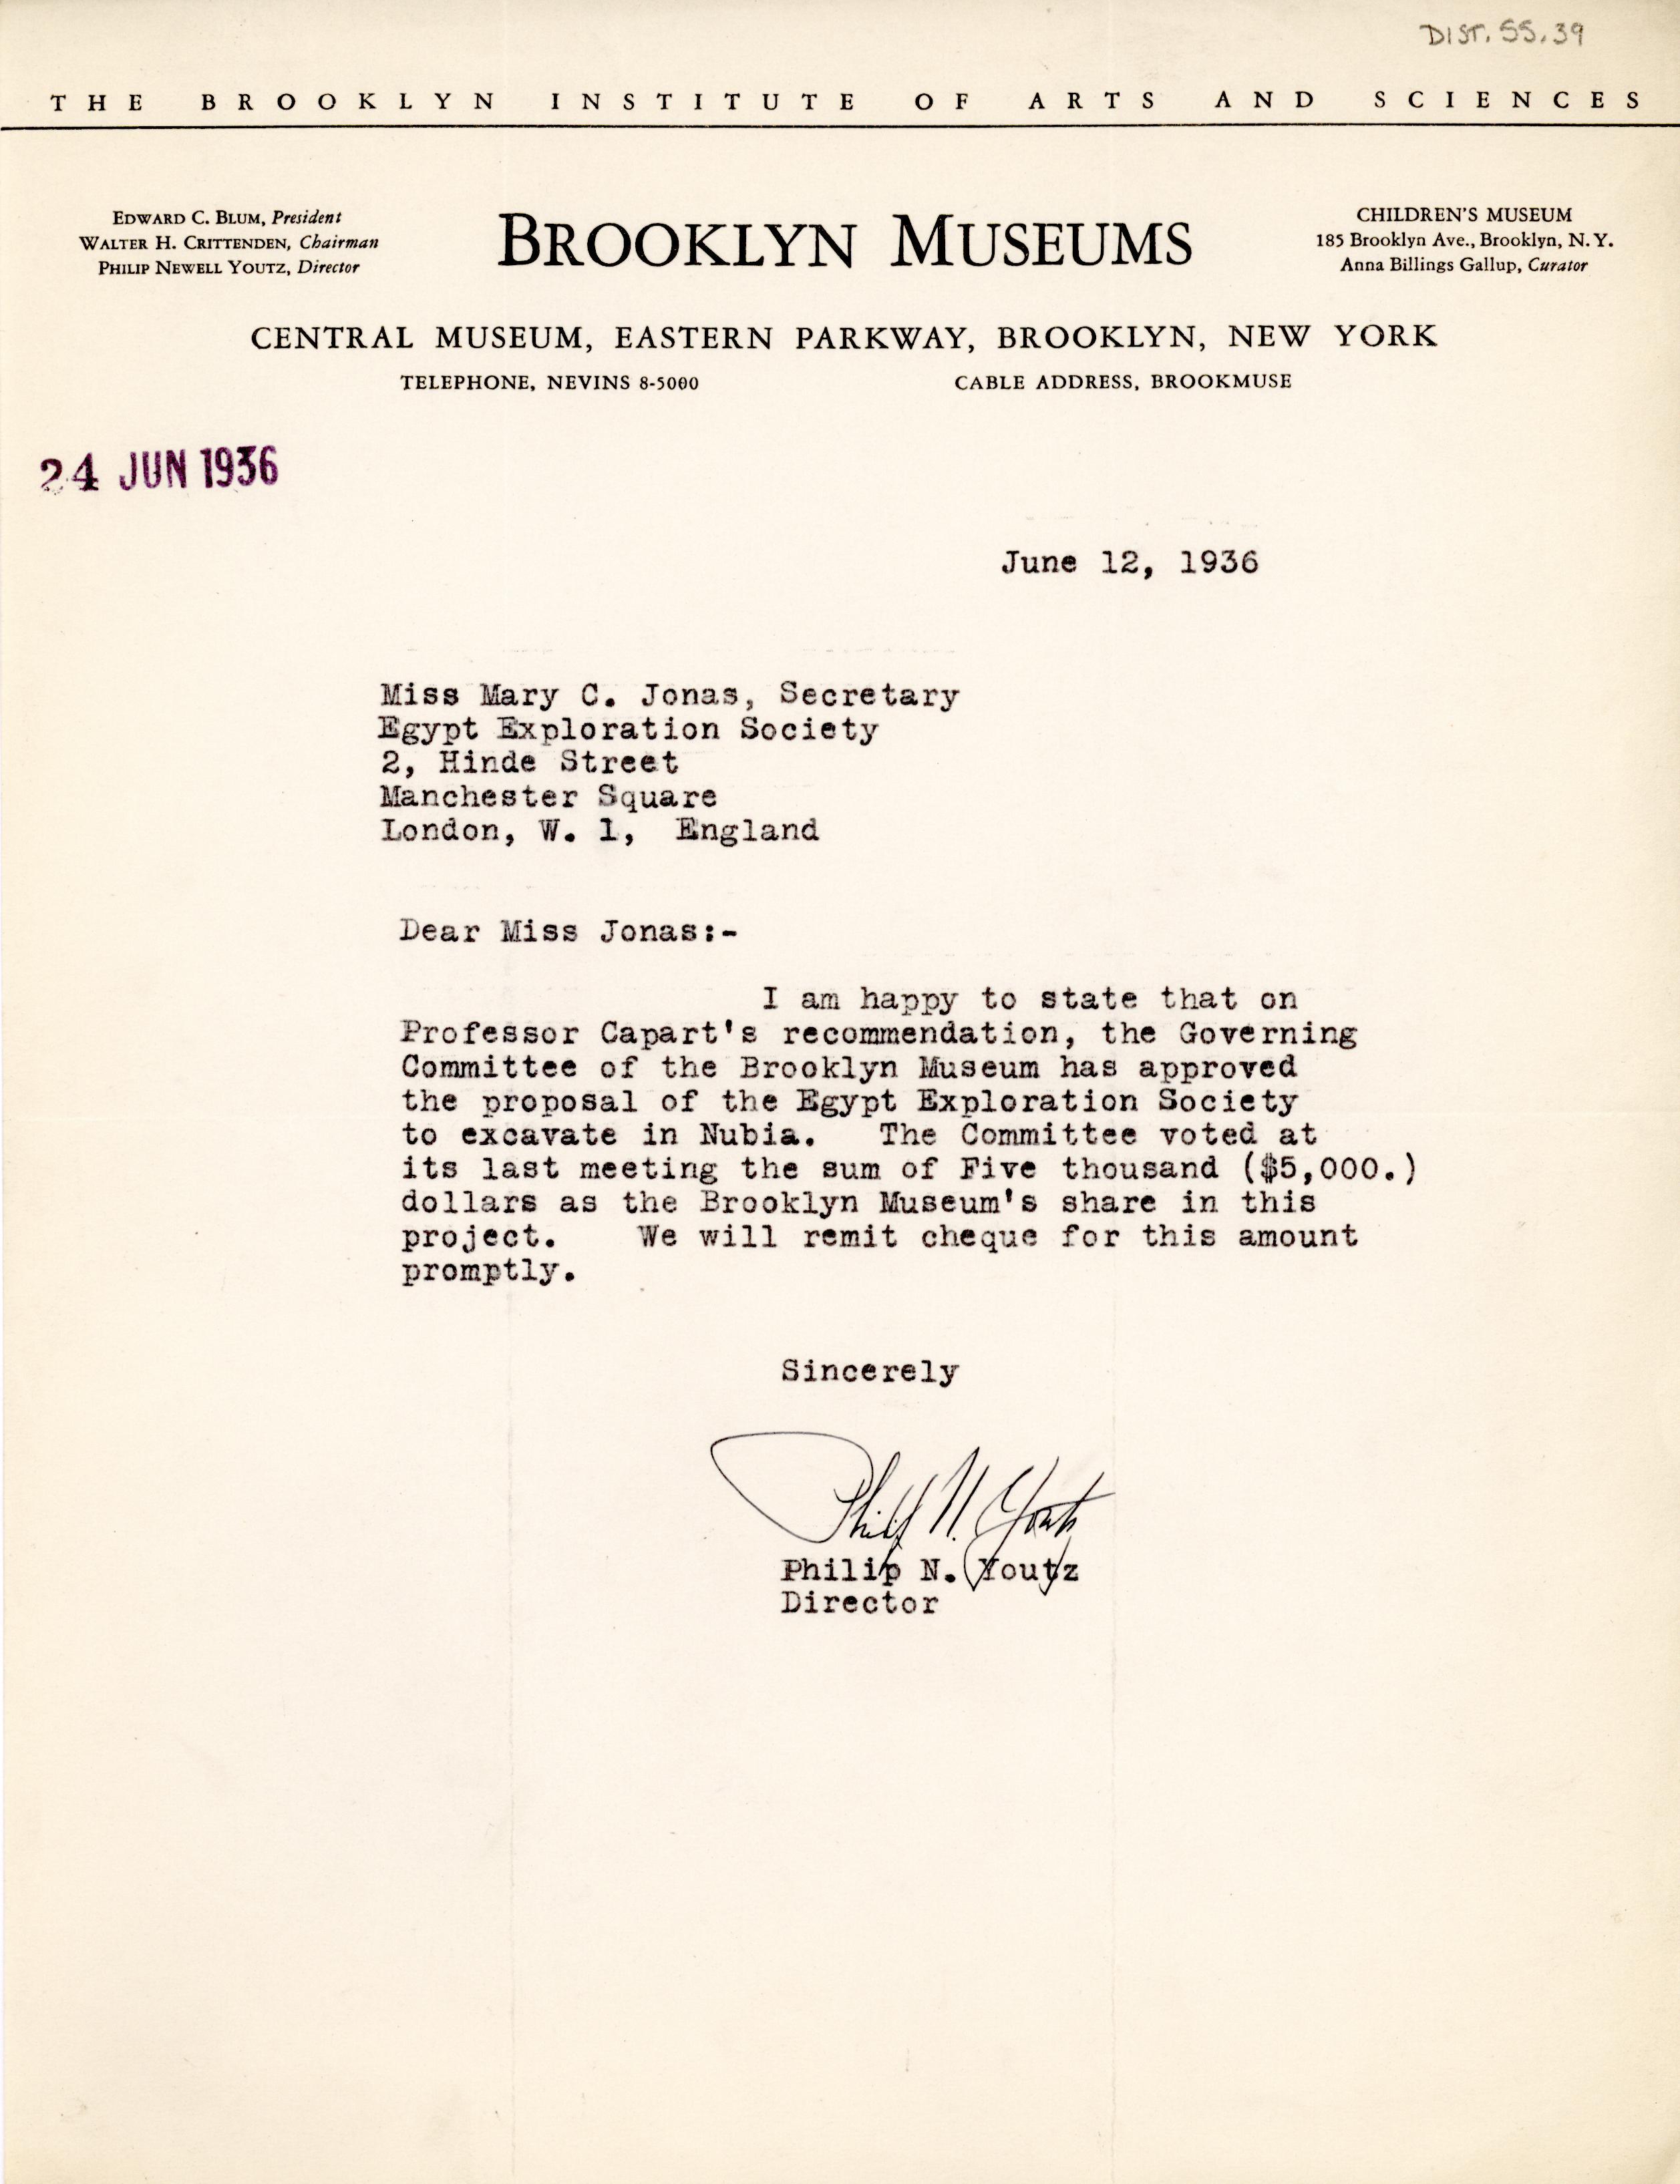 DIST. 55.39
THE BROOKLYN INSTITUTE OF ARTS AND SCIENCES
EDWARD C. BLUM, President
WALTER H. CRITTENDEN, Chairman
PHILIP NEWELL YOUTZ, Director
BROOKLYN MUSEUMS
CHILDREN'S MUSEUM
185 Brooklyn Ave., Brooklyn, N. Y.
Anna Billings Gallup, Curator
CENTRAL MUSEUM, EASTERN PARKWAY, BROOKLYN, NEW YORK
TELEPHONE, NEVINS 8-5000
CABLE ADDRESS, BROOKMUSE
24 JUN 1936
June 12, 1936
Miss Mary C. Jonas, Secretary
Egypt Exploration Society
2, Hinde Street
Manchester Square
London, W. 1, England
Dear Miss Jonas:-
I am happy to state that on
Professor Capart's recommendation, the Governing
Committee of the Brooklyn Museum has approved
the proposal of the Egypt Exploration Society
to excavate in Nubia. The Committee voted at
its last meeting the sum of Five thousand ($5,000.)
dollars as the Brooklyn Museum's share in this
project. We will remit cheque for this amount
promptly.
Sincerely
Philip N. Youtz
Philip N. Youtz
Director